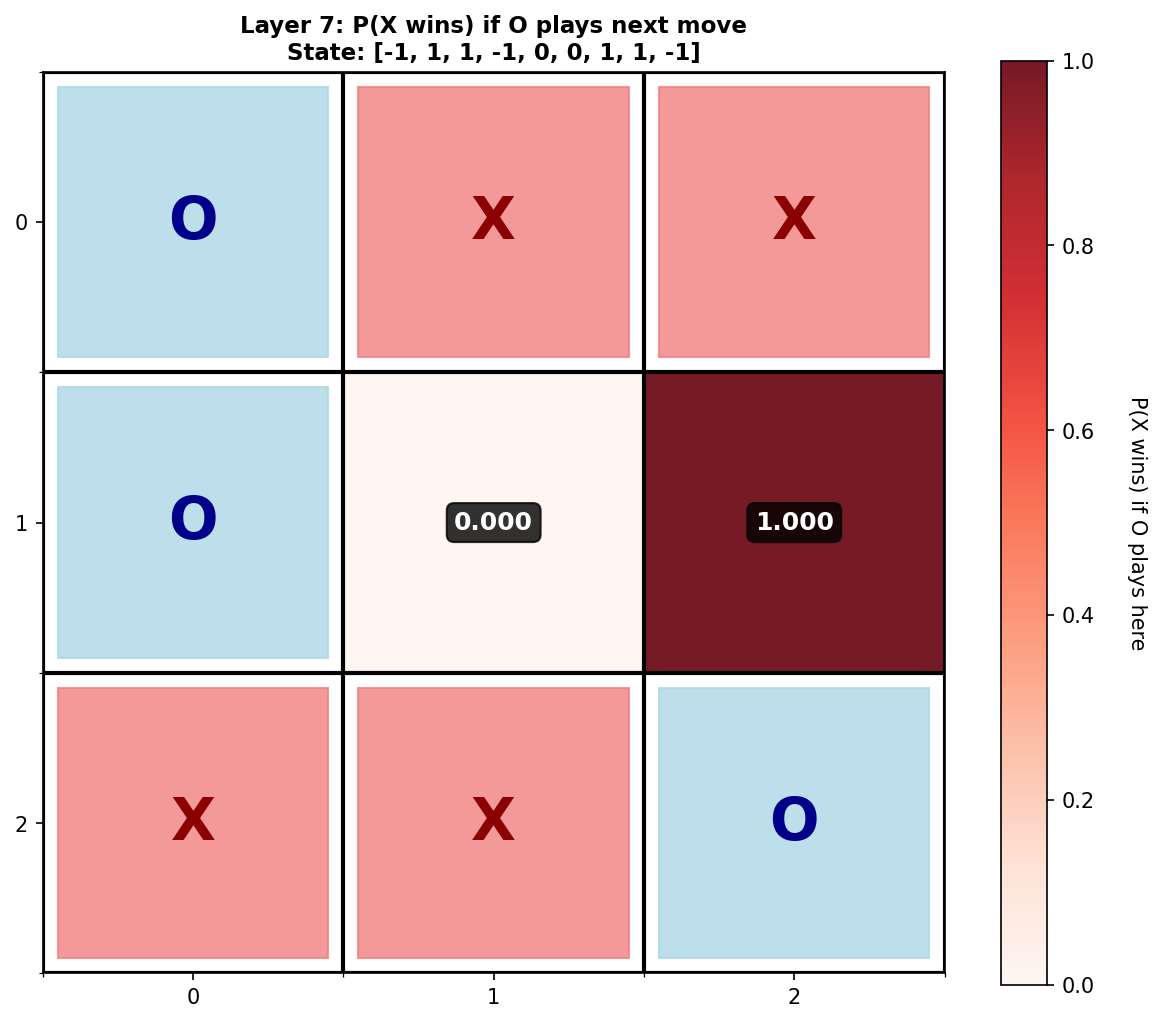 Layer 7: P(X wins) if O plays next move
State: [-1, 1, 1, -1, 0, 0, 1, 1, -1]
0
O
X
X
1
O
0.000
1.000
2
X
X
O
0
1
2
1.0
0.8
0.6
0.4
0.2
0.0
P(X wins) if O plays here